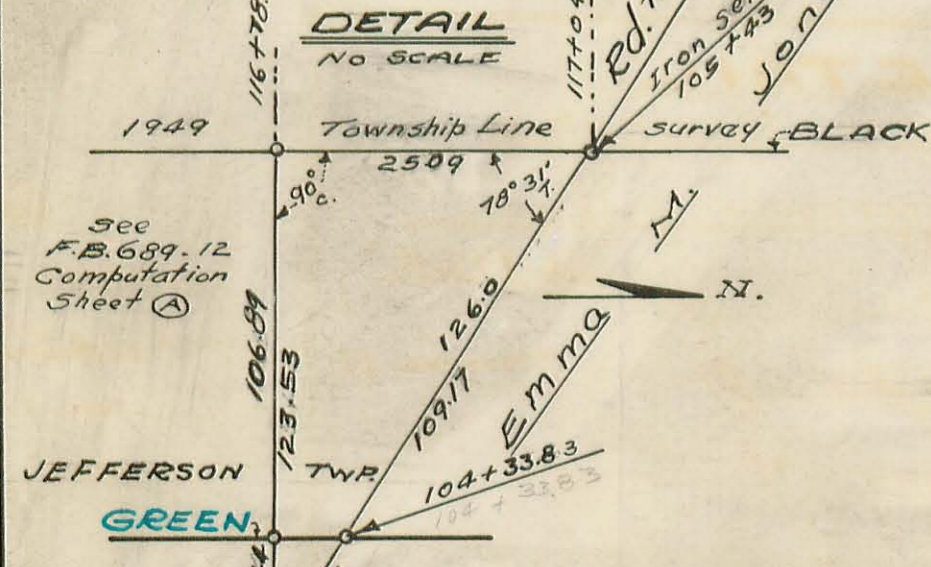 DETAIL
NO SCALE
116+78.
117+0
Rd.
Iron Se
105+43
Jon
1949
Township Line
Survey
BLACK
2509
90°
c.
78° 31'
T.
See
F.B. 689-12
Computation
Sheet A
M.
N.
106.89
123.53
126.0
109.17
Emma
JEFFERSON TWP.
104+33.83
104 + 33.83
GREEN